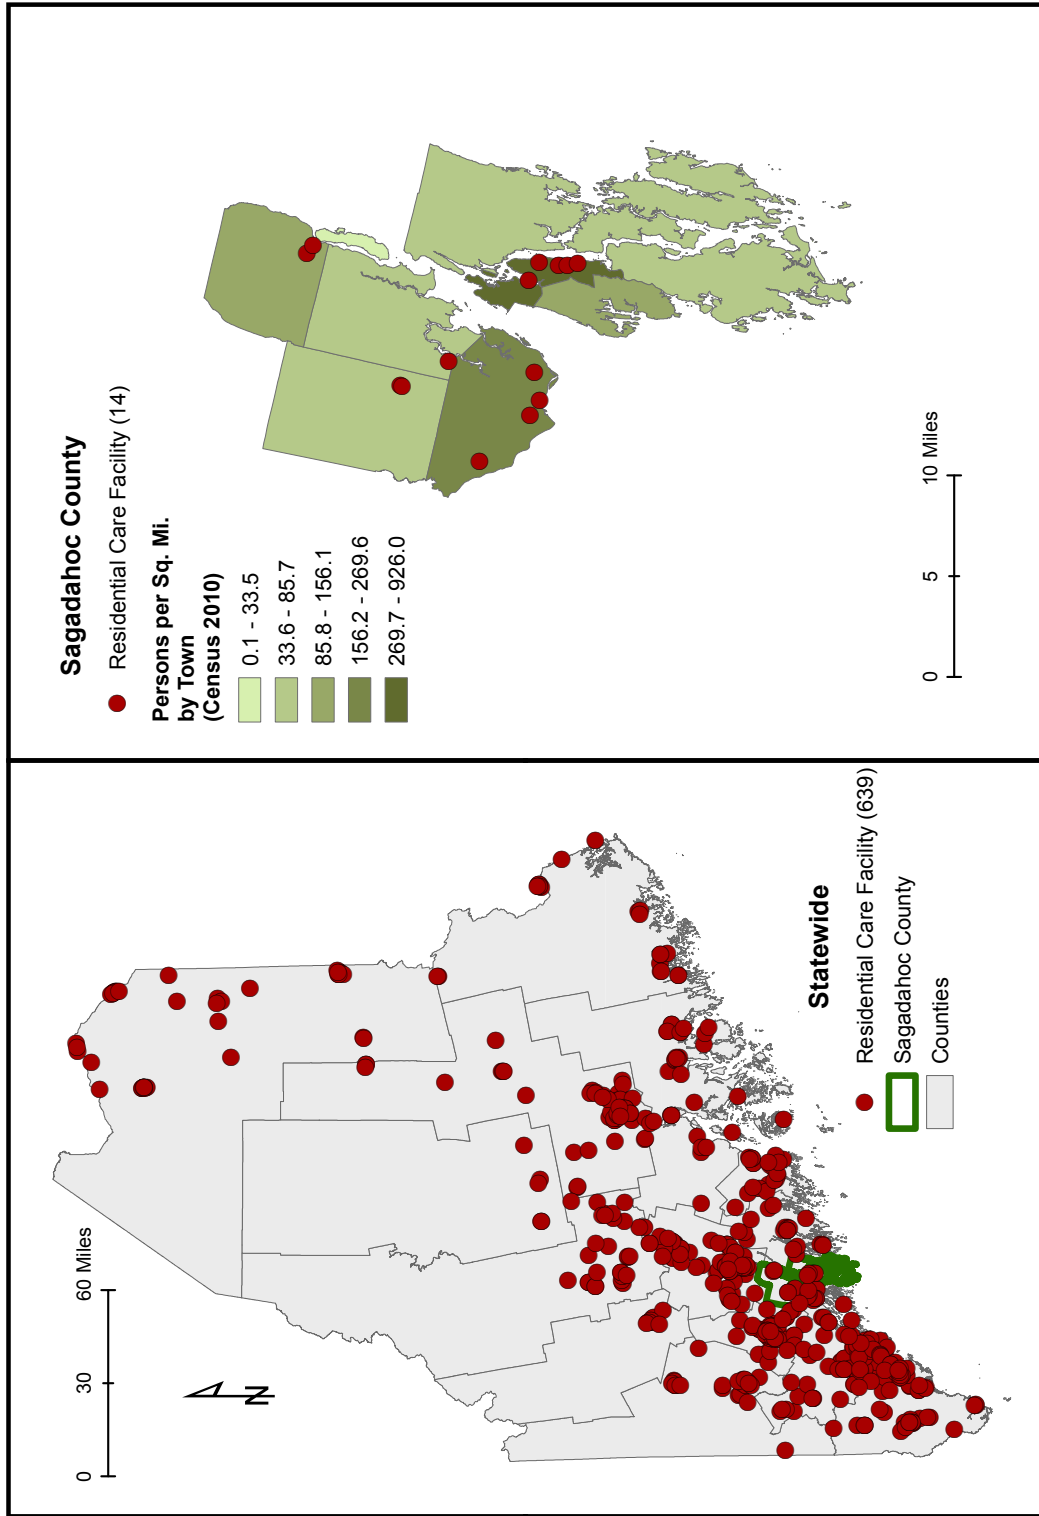 Statewide
Residential Care Facility (639)
Sagadahoc County
Counties
0 30 60 Miles
N
Sagadahoc County
Residential Care Facility (14)
Persons per Sq. Mi.
by Town
(Census 2010)
0.1 - 33.5
33.6 - 85.7
85.8 - 156.1
156.2 - 269.6
269.7 - 926.0
0 5 10 Miles